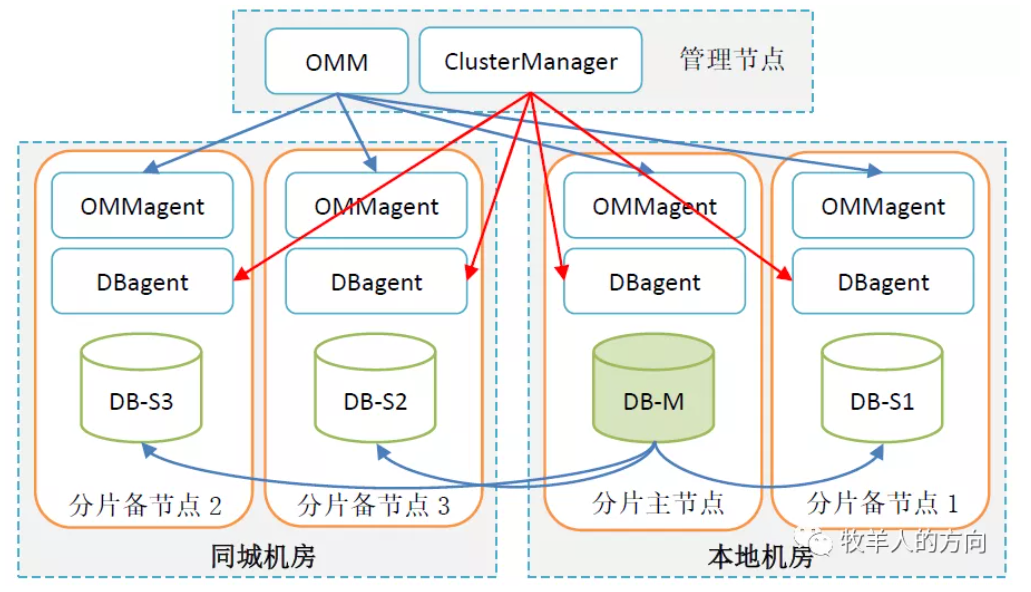 OMM
ClusterManager
管理节点
OMMagent
OMMagent
OMMagent
OMMagent
DBagent
DBagent
DBagent
DBagent
DB-S3
DB-S2
DB-M
DB-S1
分片备节点 2
分片备节点 3
分片主节点
分片备节点 1
同城机房
本地机房
牧羊人的方向